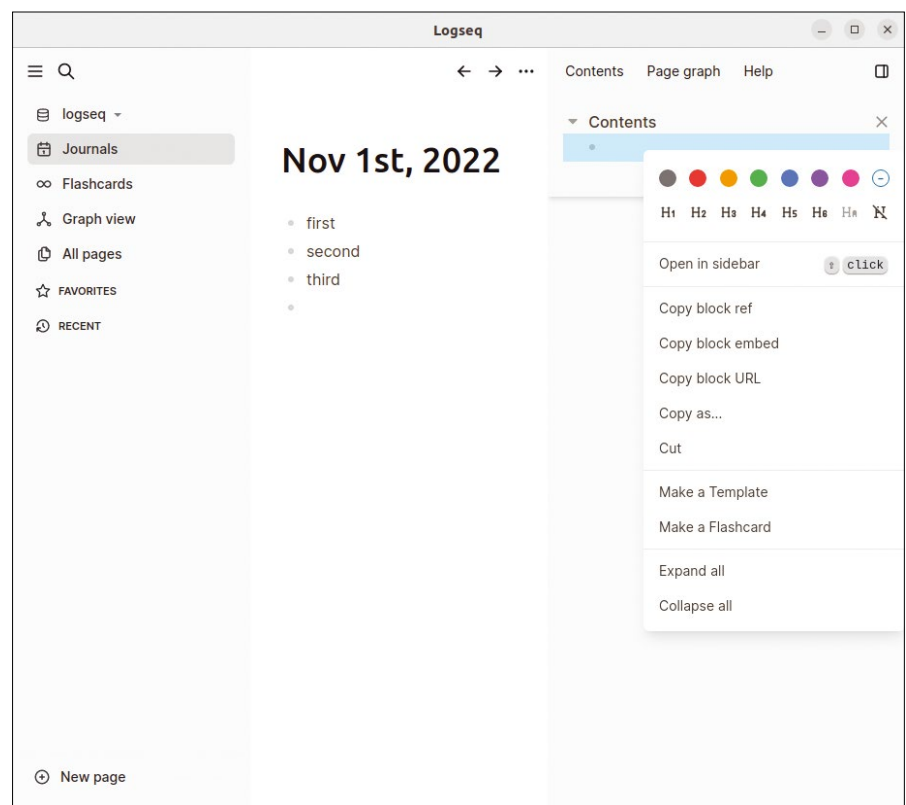 Logseq
logseq
Journals
Flashcards
Graph view
All pages
FAVORITES
RECENT
New page
Nov 1st, 2022
first
second
third
Contents Page graph Help
Contents
H1 H2 H3 H4 H5 H6 HA H
Open in sidebar ⇧ click
Copy block ref
Copy block embed
Copy block URL
Copy as...
Cut
Make a Template
Make a Flashcard
Expand all
Collapse all